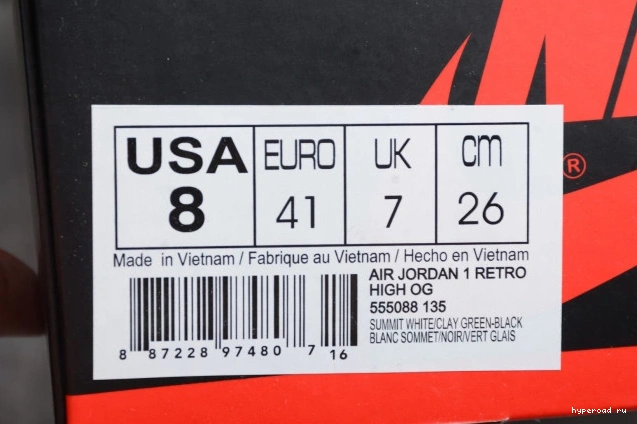 USA EURO UK cm
8 41 7 26
®
Made in Vietnam / Fabrique au Vietnam / Hecho en Vietnam
AIR JORDAN 1 RETRO
HIGH OG
555088 135
SUMMIT WHITE/CLAY GREEN-BLACK
BLANC SOMMET/NOIR/VERT GLAIS
8 87228 97480 7 16
hyperoad.ru